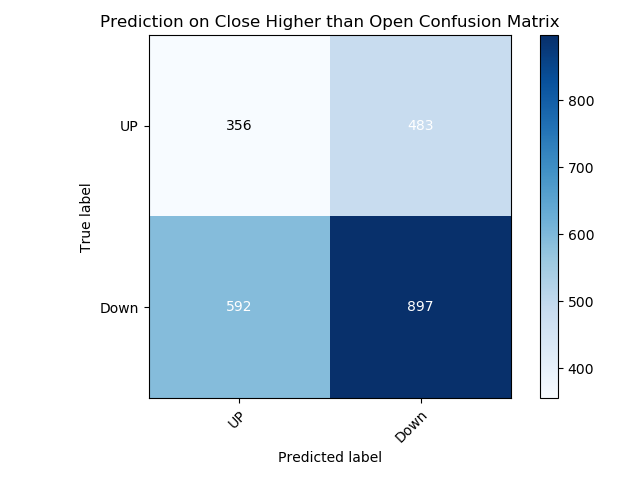 Prediction on Close Higher than Open Confusion Matrix
UP
356
483
Down
592
897
True label
UP
Down
Predicted label
800
700
600
500
400